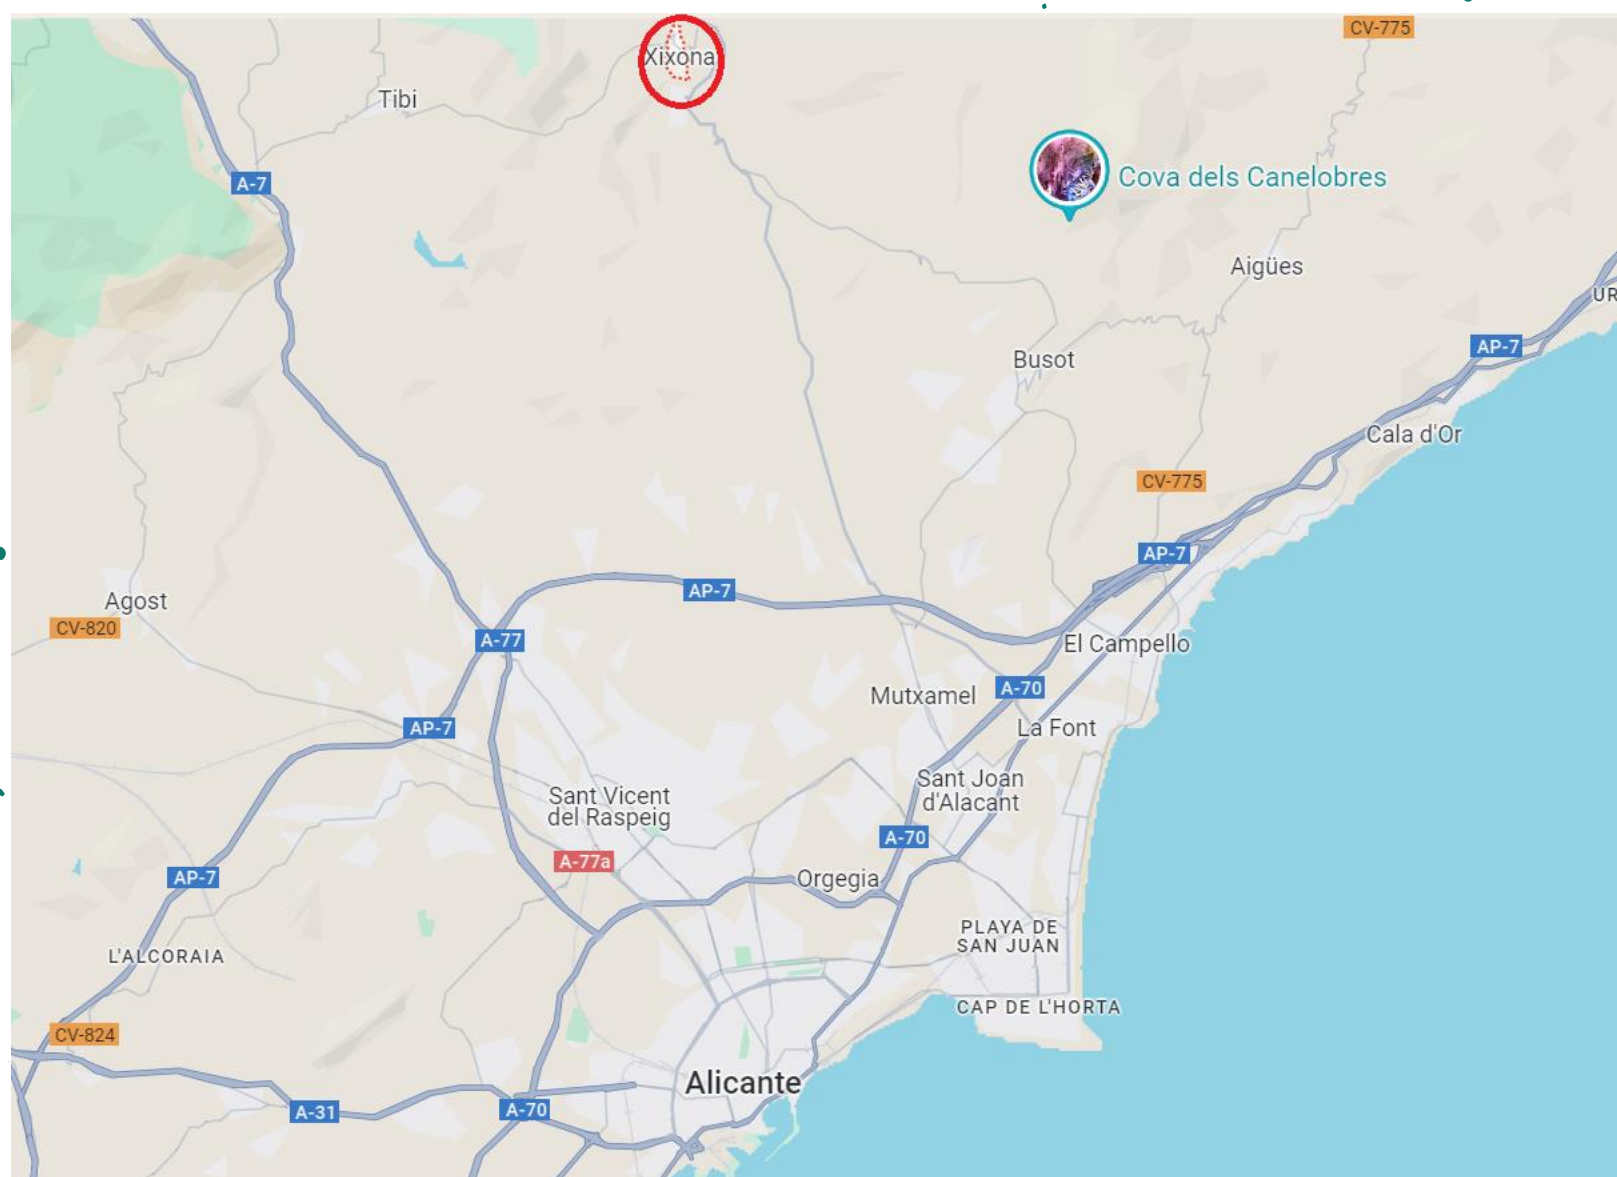 CV-775
Xixona
Tibi
Cova dels Canelobres
A-7
Aigües
UR
AP-7
Busot
Cala d'Or
CV-775
AP-7
AP-7
Agost
CV-820
A-77
El Campello
A-70
Mutxamel
AP-7
La Font
Sant Joan
d'Alacant
Sant Vicent
del Raspeig
A-70
A-77a
AP-7
Orgegia
PLAYA DE
SAN JUAN
L'ALCORAIA
CAP DE L'HORTA
CV-824
Alicante
A-31
A-70